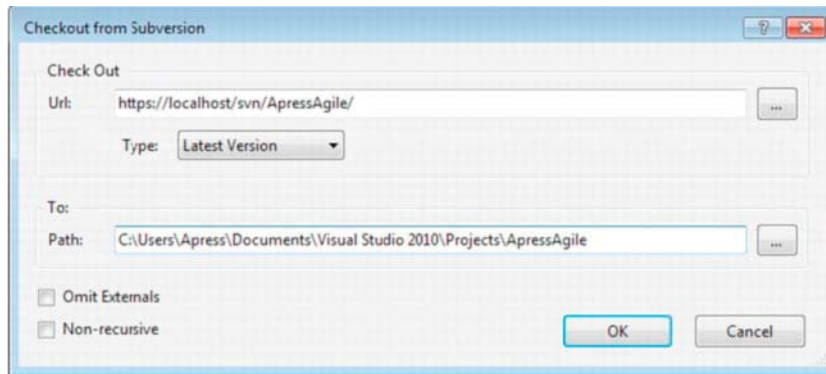 Checkout from Subversion
Check Out
Url: https://localhost/svn/ApressAgile/ ...
Type: Latest Version
To:
Path: C:\Users\Apress\Documents\Visual Studio 2010\Projects\ApressAgile ...
Omit Externals
Non-recursive
OK Cancel